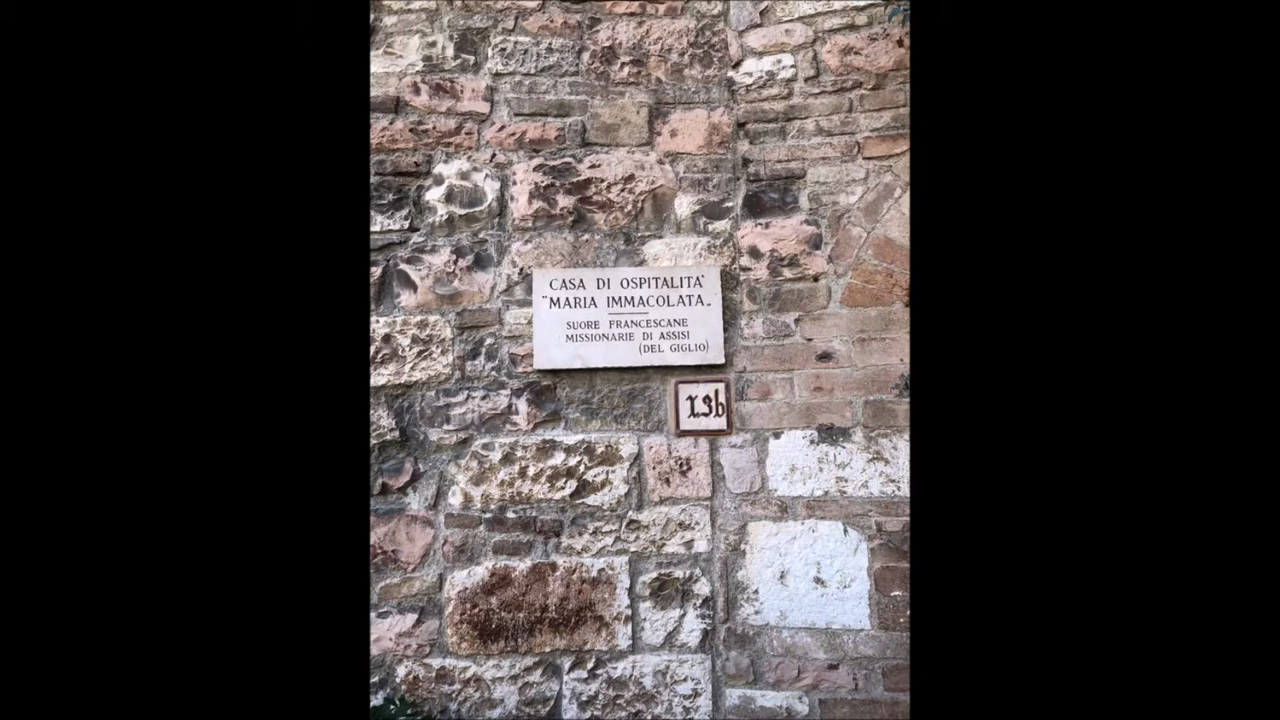 CASA DI OSPITALITA'
"MARIA IMMACOLATA„
SUORE FRANCESCANE
MISSIONARIE DI ASSISI
(DEL GIGLIO)
13b